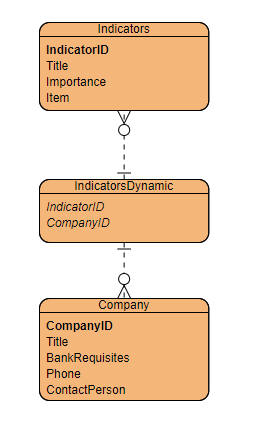 Indicators
IndicatorID
Title
Importance
Item
IndicatorsDynamic
IndicatorID
CompanyID
Company
CompanyID
Title
BankRequisites
Phone
ContactPerson